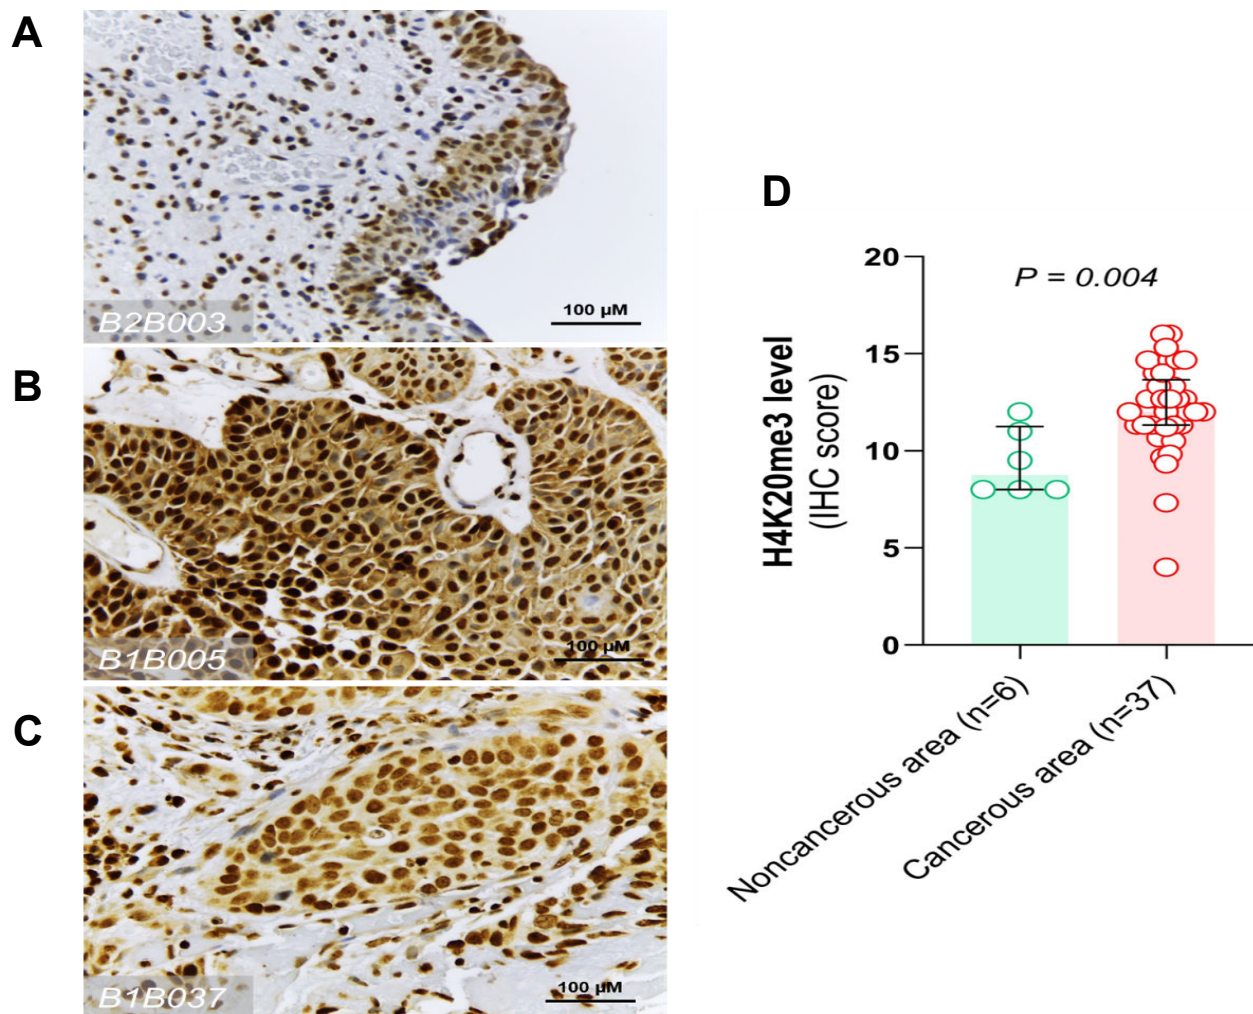 A
B2B003
100 µM
B
B1B005
100 µM
C
B1B037
100 µM
D
P = 0.004
H4K20me3 level
(IHC score)
20
15
10
5
0
Noncancerous area (n=6)
Cancerous area (n=37)